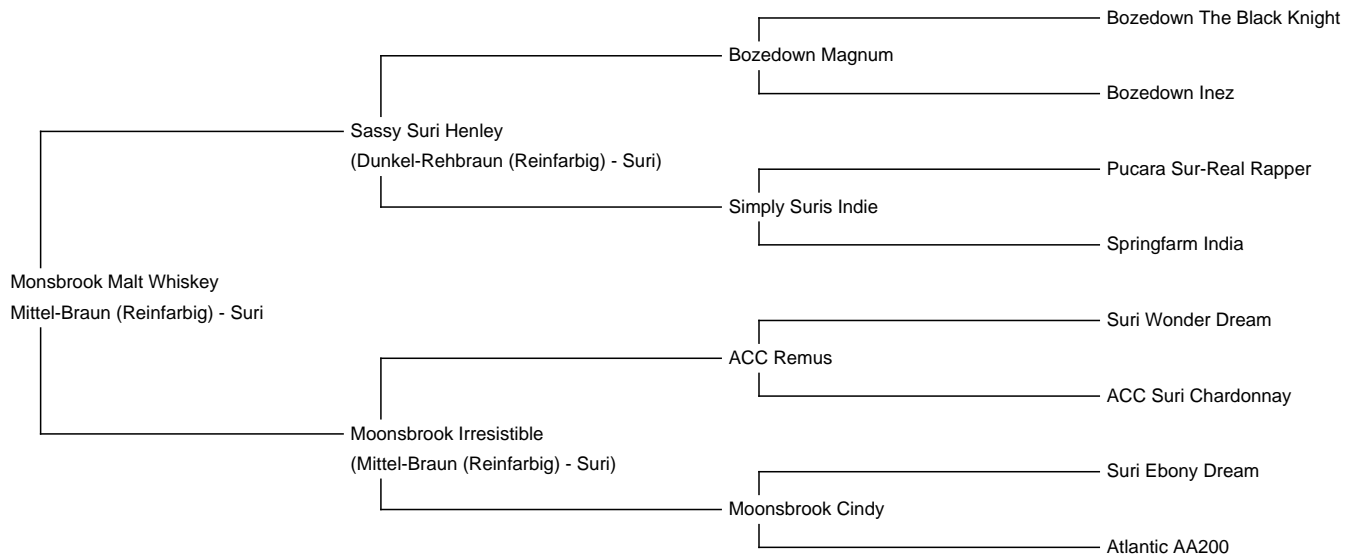 Bozedown The Black Knight
Bozedown Magnum
Bozedown Inez
Sassy Suri Henley
(Dunkel-Rehbraun (Reinfarbig) - Suri)
Pucara Sur-Real Rapper
Simply Suris Indie
Springfarm India
Monsbrook Malt Whiskey
Mittel-Braun (Reinfarbig) - Suri
Suri Wonder Dream
ACC Remus
ACC Suri Chardonnay
Moonsbrook Irresistible
(Mittel-Braun (Reinfarbig) - Suri)
Suri Ebony Dream
Moonsbrook Cindy
Atlantic AA200